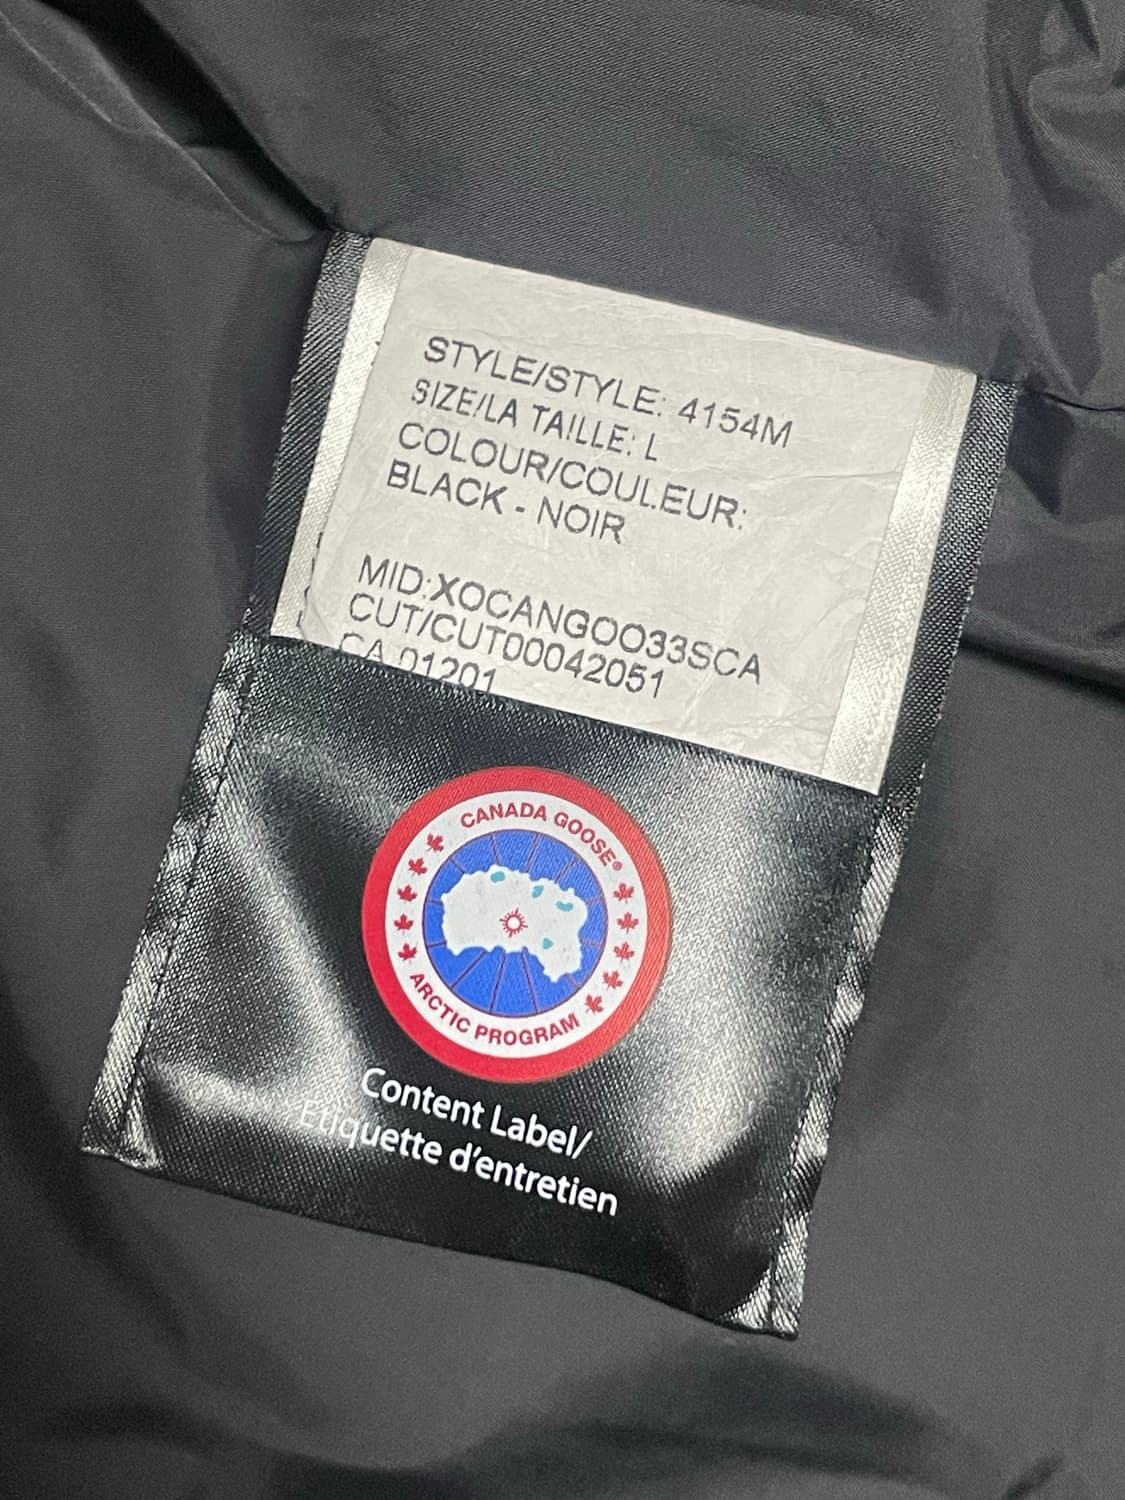 STYLE/STYLE: 4154M
SIZE/LA TAILLE: L
COLOUR/COULEUR:
BLACK - NOIR
MID:XOCANGOO33SCA
CUT/CUT00042051
CA 01201
CANADA GOOSE®
ARCTIC PROGRAM
Content Label/
Etiquette d'entretien